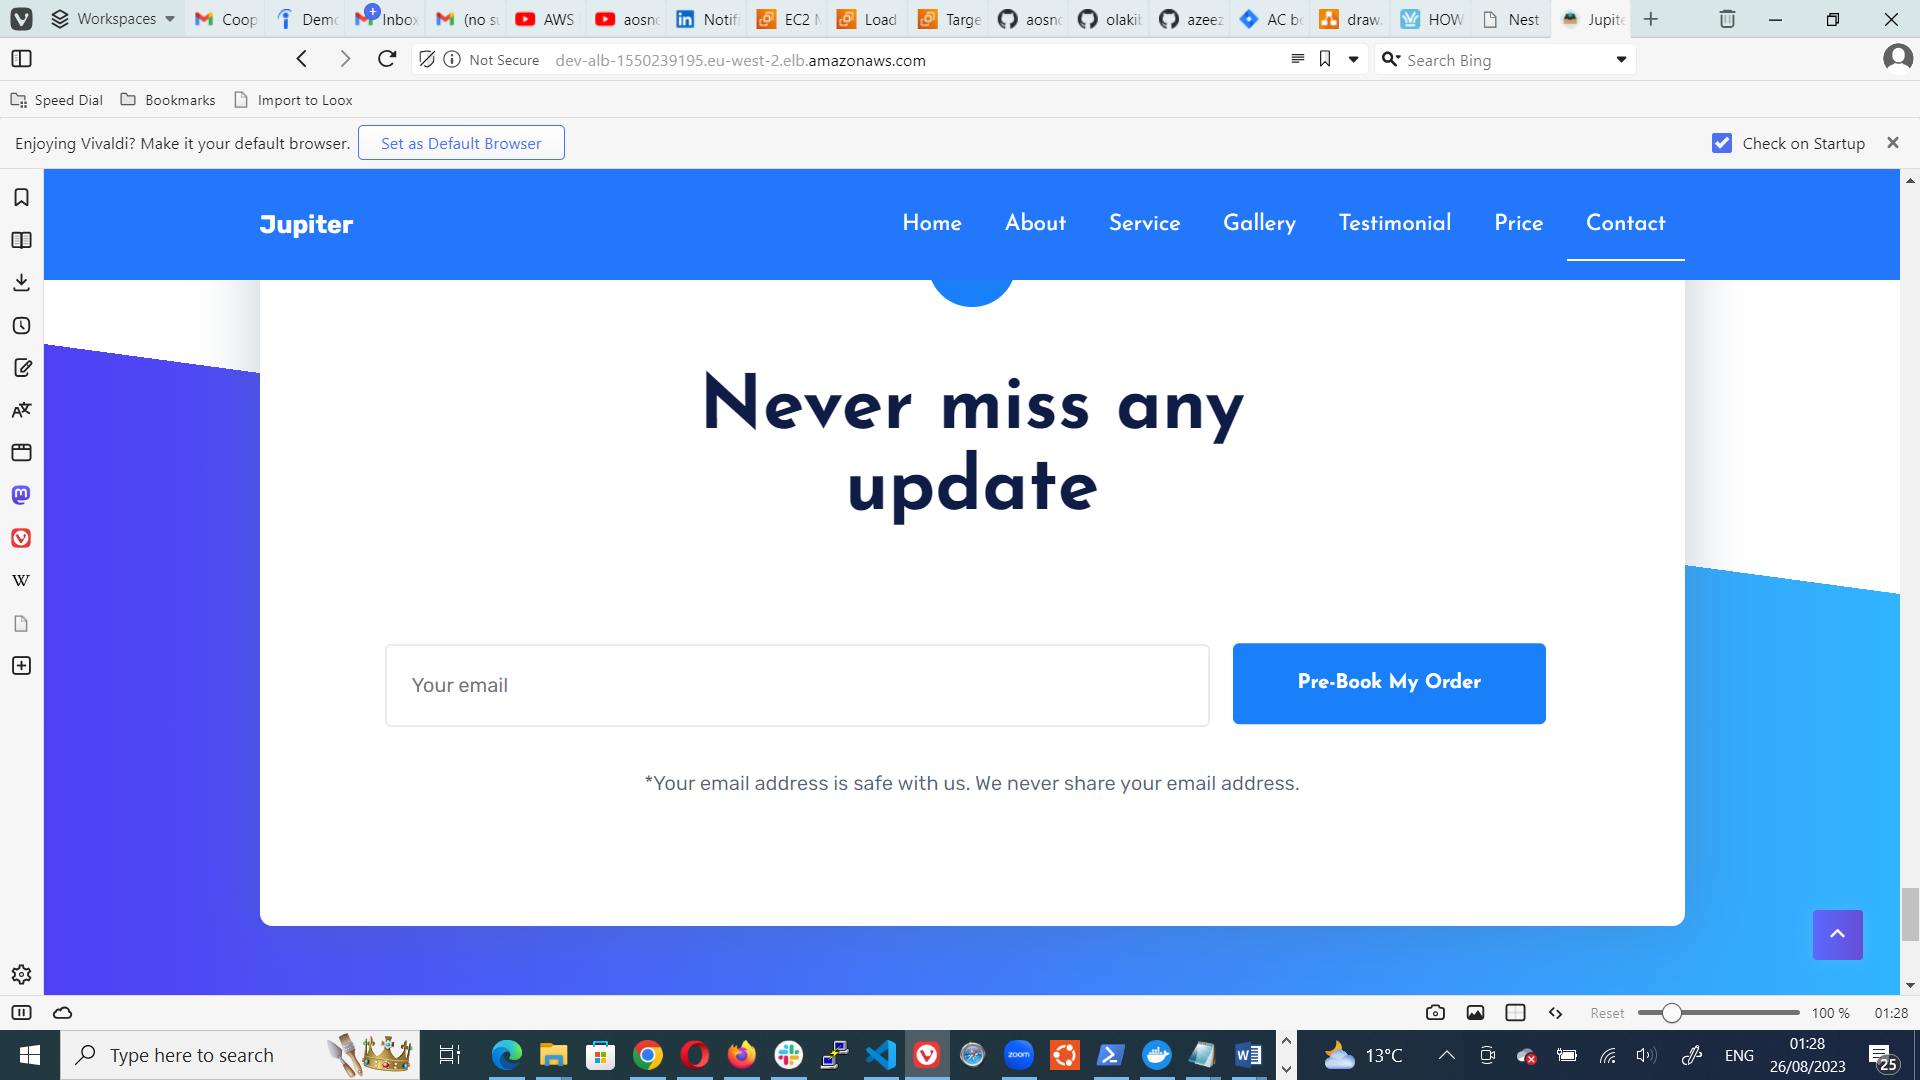 Workspaces
Coop
Demo
Inbox
(no su
AWS
aosno
Notifi
EC2 M
Load
Targe
aosno
olakib
azeez
AC bo
draw.
HOW
Nest
Jupite
Not Secure
dev-alb-1550239195.eu-west-2.elb.amazonaws.com
Search Bing
Speed Dial
Bookmarks
Import to Loox
Enjoying Vivaldi? Make it your default browser.
Set as Default Browser
Check on Startup
Jupiter
Home
About
Service
Gallery
Testimonial
Price
Contact
Never miss any
update
Your email
Pre-Book My Order
*Your email address is safe with us. We never share your email address.
Reset
100 %
01:28
Type here to search
zoom
13°C
ENG
01:28
26/08/2023
25